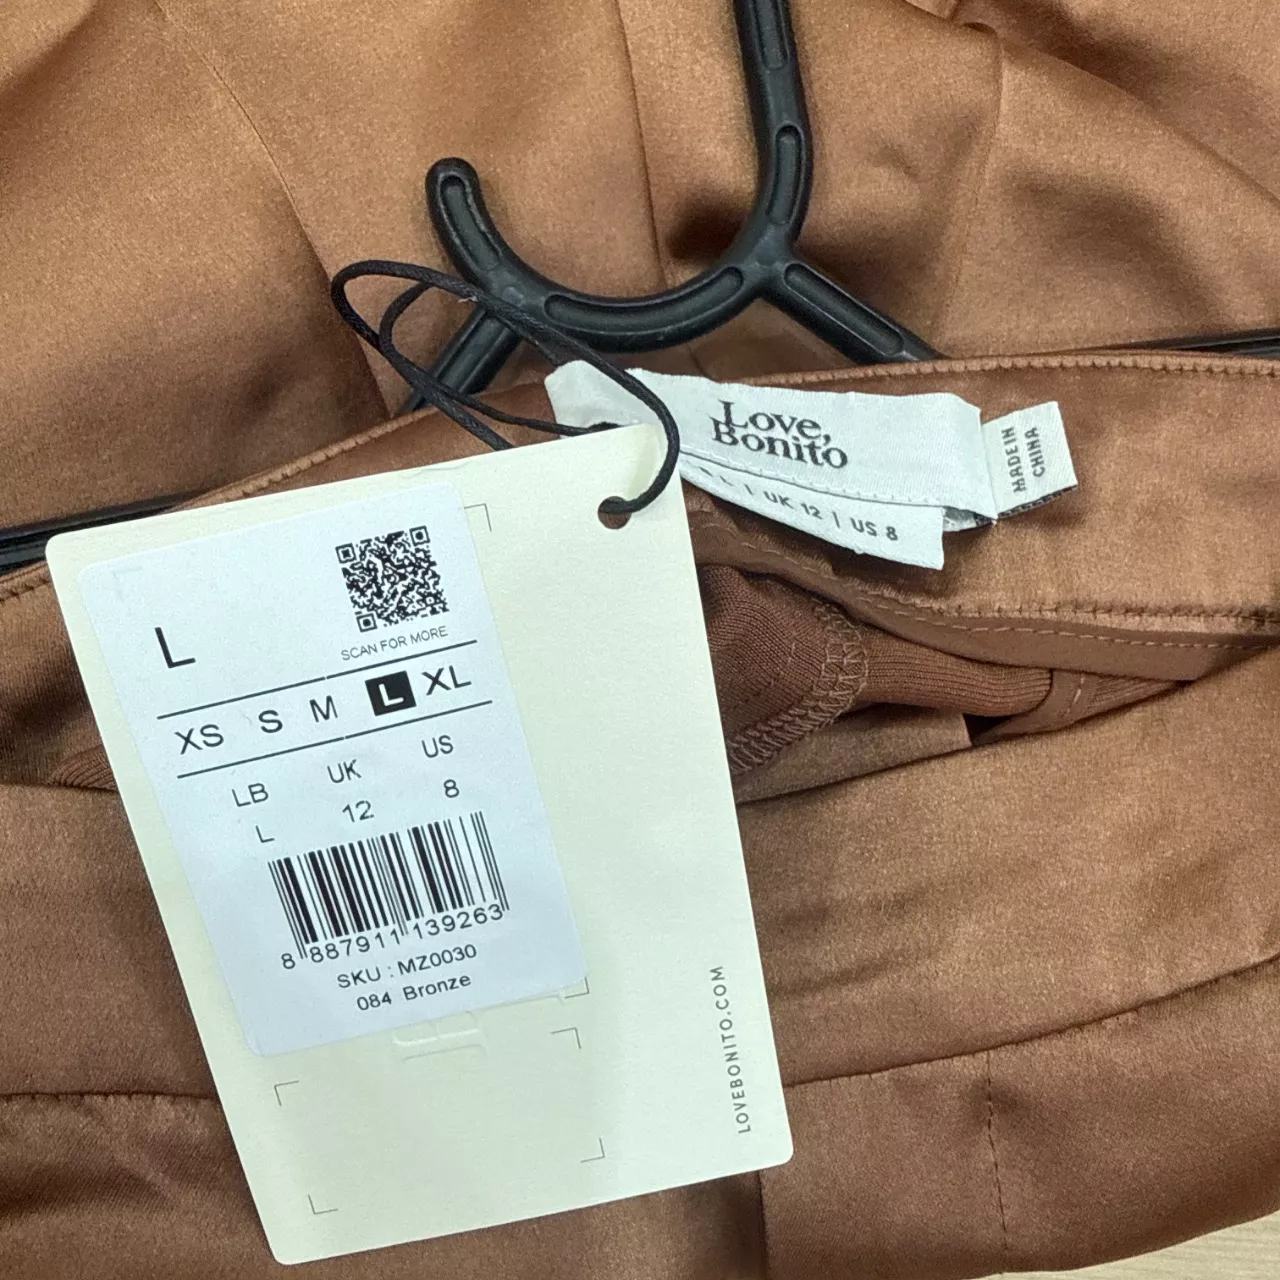 Love,
Bonito
MADE IN
CHINA
L | UK 12 | US 8
L
SCAN FOR MORE
XS S M L XL
LB UK US
L 12 8
8 887911 139263
SKU : MZ0030
084 Bronze
LOVEBONITO.COM